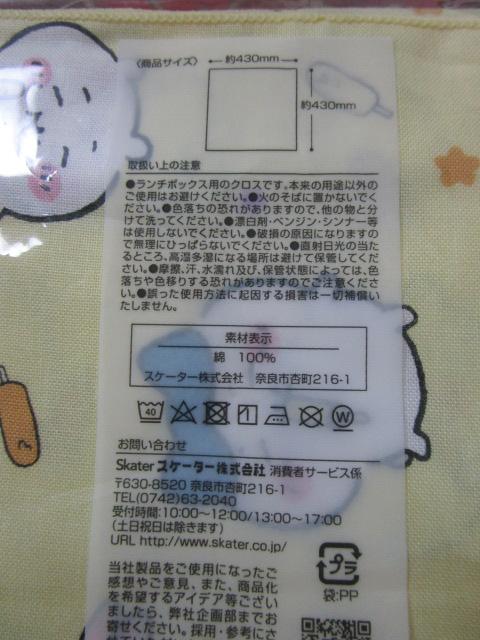 〈商品サイズ〉
約430mm
約430mm
取扱い上の注意
●ランチボックス用のクロスです。本来の用途以外の
ご使用はお避けください。●火のそばに置かないでく
ださい。●色落ちの恐れがありますので、他の物と分
けて洗ってください。●漂白剤・ベンジン・シンナー等
は使用しないでください。●破損の原因になりますの
で無理にひっぱらないでください。●直射日光の当た
るところ、高温多湿になる場所は避けて保管してくだ
さい。●摩擦、汗、水濡れ及び、保管状態によっては、色
落ちや色移りする恐れがありますのでご注意くださ
い。●誤った使用方法に起因する損害は一切補償い
たしません。
素材表示
綿 100%
スケーター株式会社 奈良市杏町216-1
40
W
お問い合わせ
Skater スケーター株式会社 消費者サービス係
〒630-8520 奈良市杏町216-1
TEL(0742)63-2040
受付時間:10:00～12:00/13:00～17:00
(土日祝日は除きます)
URL http://www.skater.co.jp/
プラ
袋:PP
当社製品をご使用になったご
感想やご意見、また、商品化
を希望するアイデア等ござい
ましたら、弊社企画部までお
寄せください。採用・参考にさ